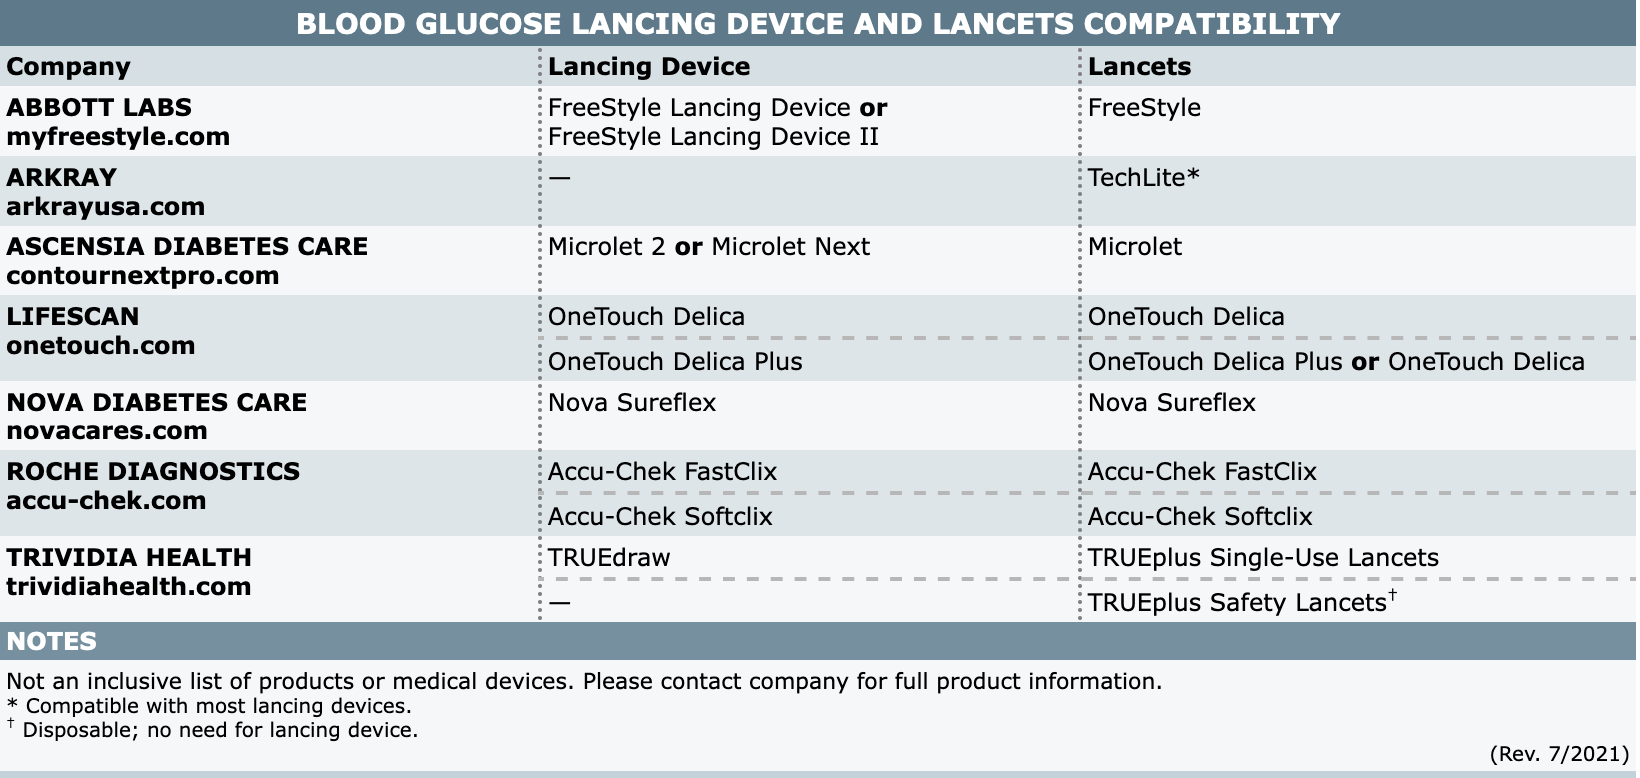 BLOOD GLUCOSE LANCING DEVICE AND LANCETS COMPATIBILITY
Company Lancing Device Lancets
ABBOTT LABS FreeStyle Lancing Device or FreeStyle
myfreestyle.com FreeStyle Lancing Device II
ARKRAY — TechLite*
arkrayusa.com
ASCENSIA DIABETES CARE Microlet 2 or Microlet Next Microlet
contournextpro.com
LIFESCAN OneTouch Delica OneTouch Delica
onetouch.com
OneTouch Delica Plus OneTouch Delica Plus or OneTouch Delica
NOVA DIABETES CARE Nova Sureflex Nova Sureflex
novacares.com
ROCHE DIAGNOSTICS Accu-Chek FastClix Accu-Chek FastClix
accu-chek.com
Accu-Chek Softclix Accu-Chek Softclix
TRIVIDIA HEALTH TRUEdraw TRUEplus Single-Use Lancets
trividiahealth.com
— TRUEplus Safety Lancets†
NOTES
Not an inclusive list of products or medical devices. Please contact company for full product information.
* Compatible with most lancing devices.
† Disposable; no need for lancing device.
(Rev. 7/2021)